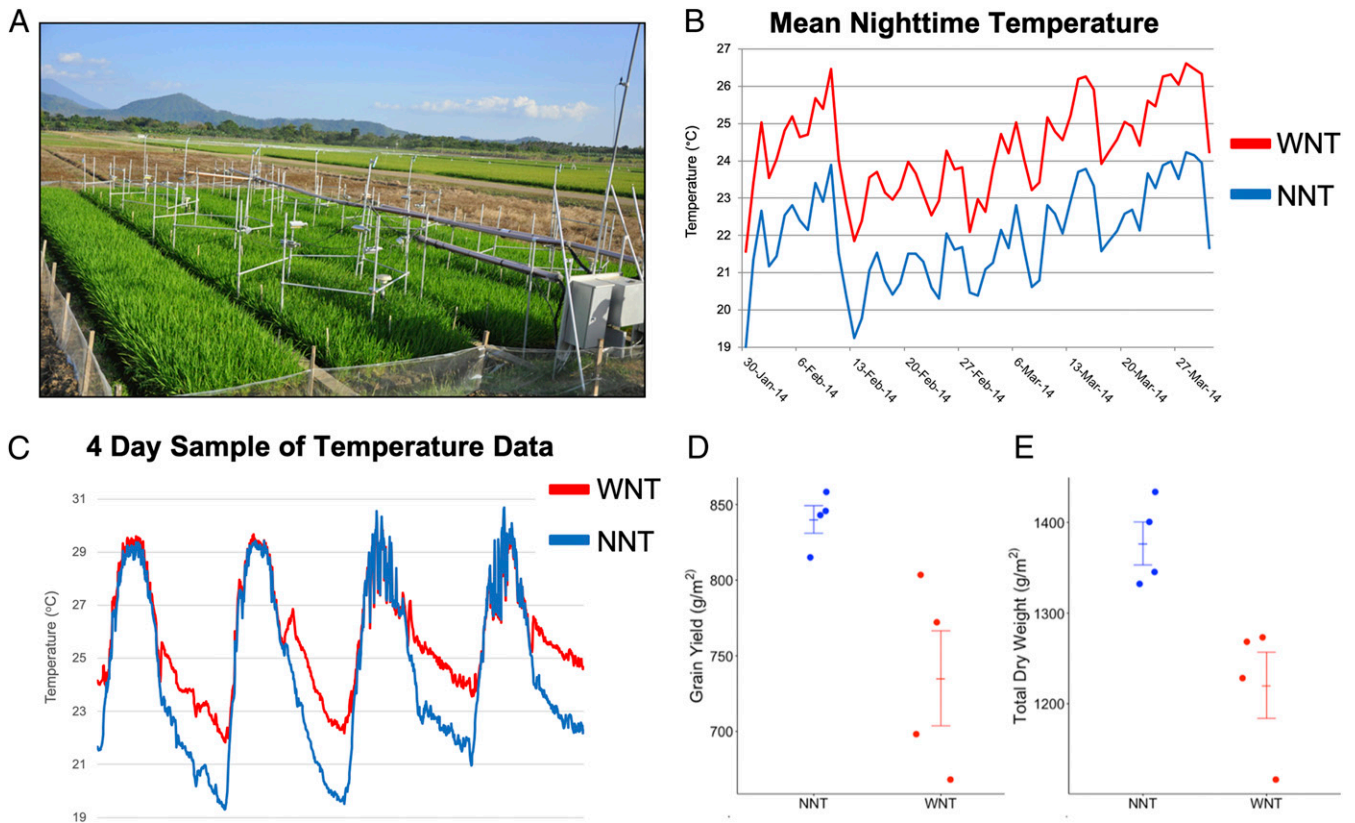 A
B
Mean Nighttime Temperature
27
26
25
24
23
22
21
20
19
Temperature (°C)
30-Jan-14
6-Feb-14
13-Feb-14
20-Feb-14
27-Feb-14
6-Mar-14
13-Mar-14
20-Mar-14
27-Mar-14
WNT
NNT
C
4 Day Sample of Temperature Data
31
29
27
25
23
21
19
Temperature (°C)
WNT
NNT
D
850
800
750
700
Grain Yield (g/m²)
NNT
WNT
E
1400
1300
1200
Total Dry Weight (g/m²)
NNT
WNT